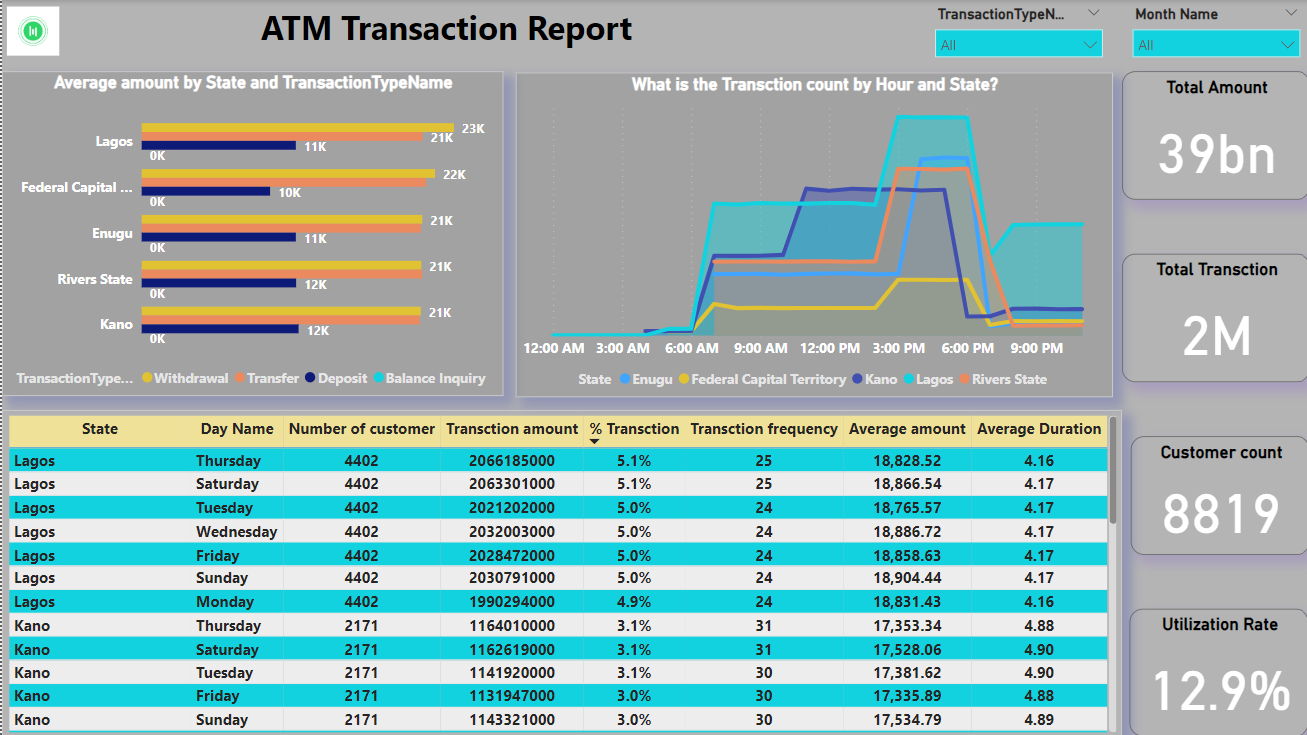 ATM Transaction Report
TransactionTypeN...
All
Month Name
All
Average amount by State and TransactionTypeName
Lagos
23K
21K
11K
0K
Federal Capital ...
22K
10K
0K
Enugu
21K
11K
0K
Rivers State
21K
12K
0K
Kano
21K
12K
0K
TransactionType... Withdrawal Transfer Deposit Balance Inquiry
What is the Transction count by Hour and State?
12:00 AM 3:00 AM 6:00 AM 9:00 AM 12:00 PM 3:00 PM 6:00 PM 9:00 PM
State Enugu Federal Capital Territory Kano Lagos Rivers State
Total Amount
39bn
Total Transction
2M
Customer count
8819
Utilization Rate
12.9%
State Day Name Number of customer Transction amount % Transction Transction frequency Average amount Average Duration
Lagos Thursday 4402 2066185000 5.1% 25 18,828.52 4.16
Lagos Saturday 4402 2063301000 5.1% 25 18,866.54 4.17
Lagos Tuesday 4402 2021202000 5.0% 24 18,765.57 4.17
Lagos Wednesday 4402 2032003000 5.0% 24 18,886.72 4.17
Lagos Friday 4402 2028472000 5.0% 24 18,858.63 4.17
Lagos Sunday 4402 2030791000 5.0% 24 18,904.44 4.17
Lagos Monday 4402 1990294000 4.9% 24 18,831.43 4.16
Kano Thursday 2171 1164010000 3.1% 31 17,353.34 4.88
Kano Saturday 2171 1162619000 3.1% 31 17,528.06 4.90
Kano Tuesday 2171 1141920000 3.1% 30 17,381.62 4.90
Kano Friday 2171 1131947000 3.0% 30 17,335.89 4.88
Kano Sunday 2171 1143321000 3.0% 30 17,534.79 4.89